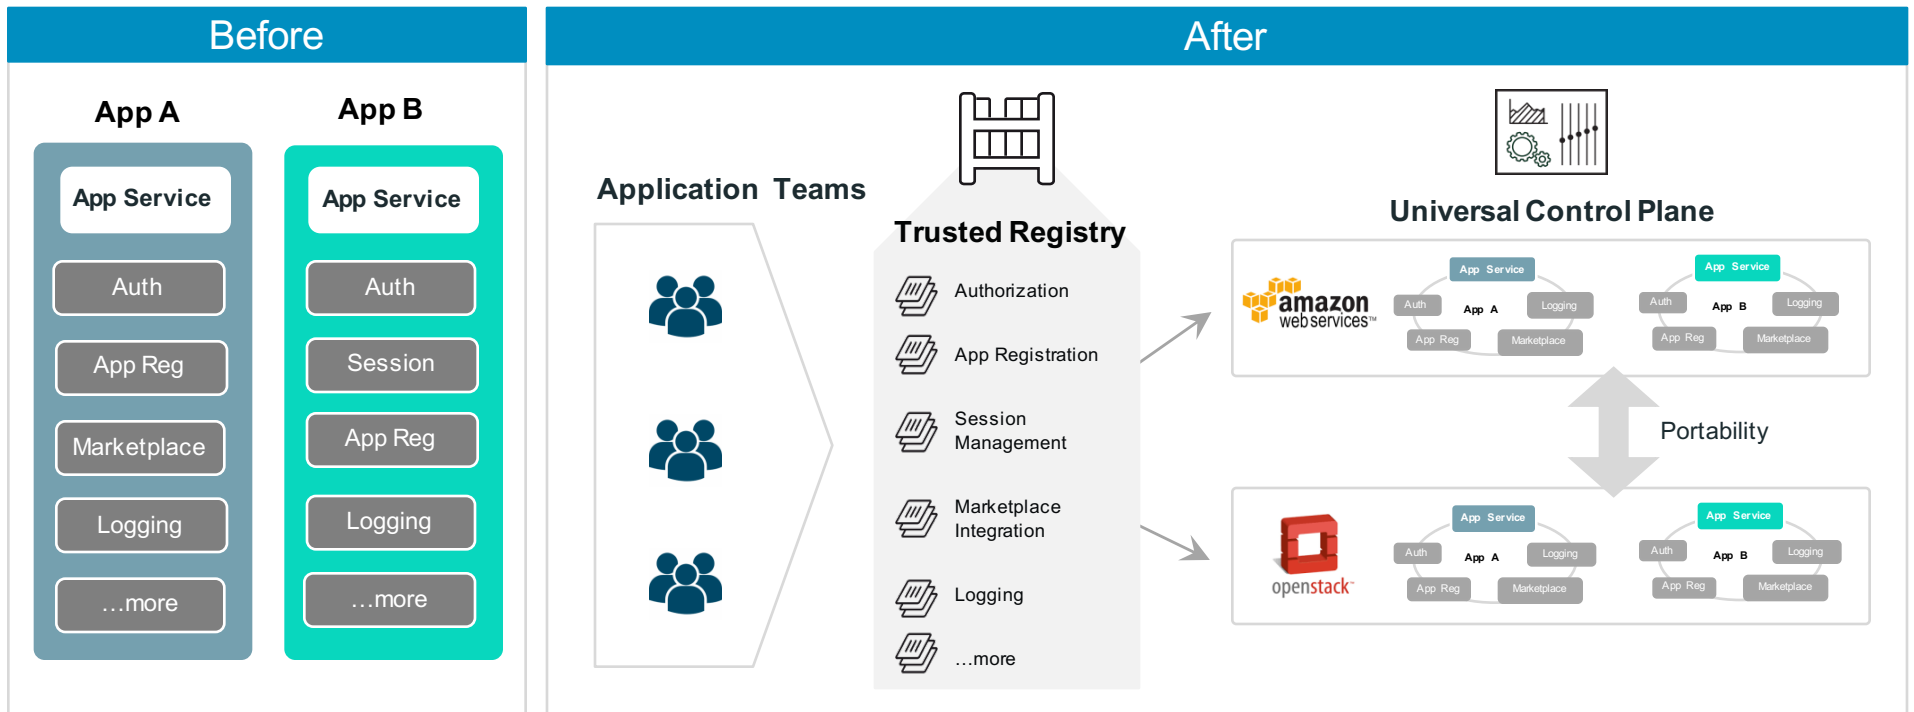 Before
App A
App Service
Auth
App Reg
Marketplace
Logging
...more
App B
App Service
Auth
Session
App Reg
Logging
...more
After
Application Teams
Trusted Registry
Authorization
App Registration
Session
Management
Marketplace
Integration
Logging
...more
Universal Control Plane
amazon
webservices™
App Service
Auth
App A
Logging
App Reg
Marketplace
App Service
Auth
App B
Logging
App Reg
Marketplace
Portability
openstack™
App Service
Auth
App A
Logging
App Reg
Marketplace
App Service
Auth
App B
Logging
App Reg
Marketplace